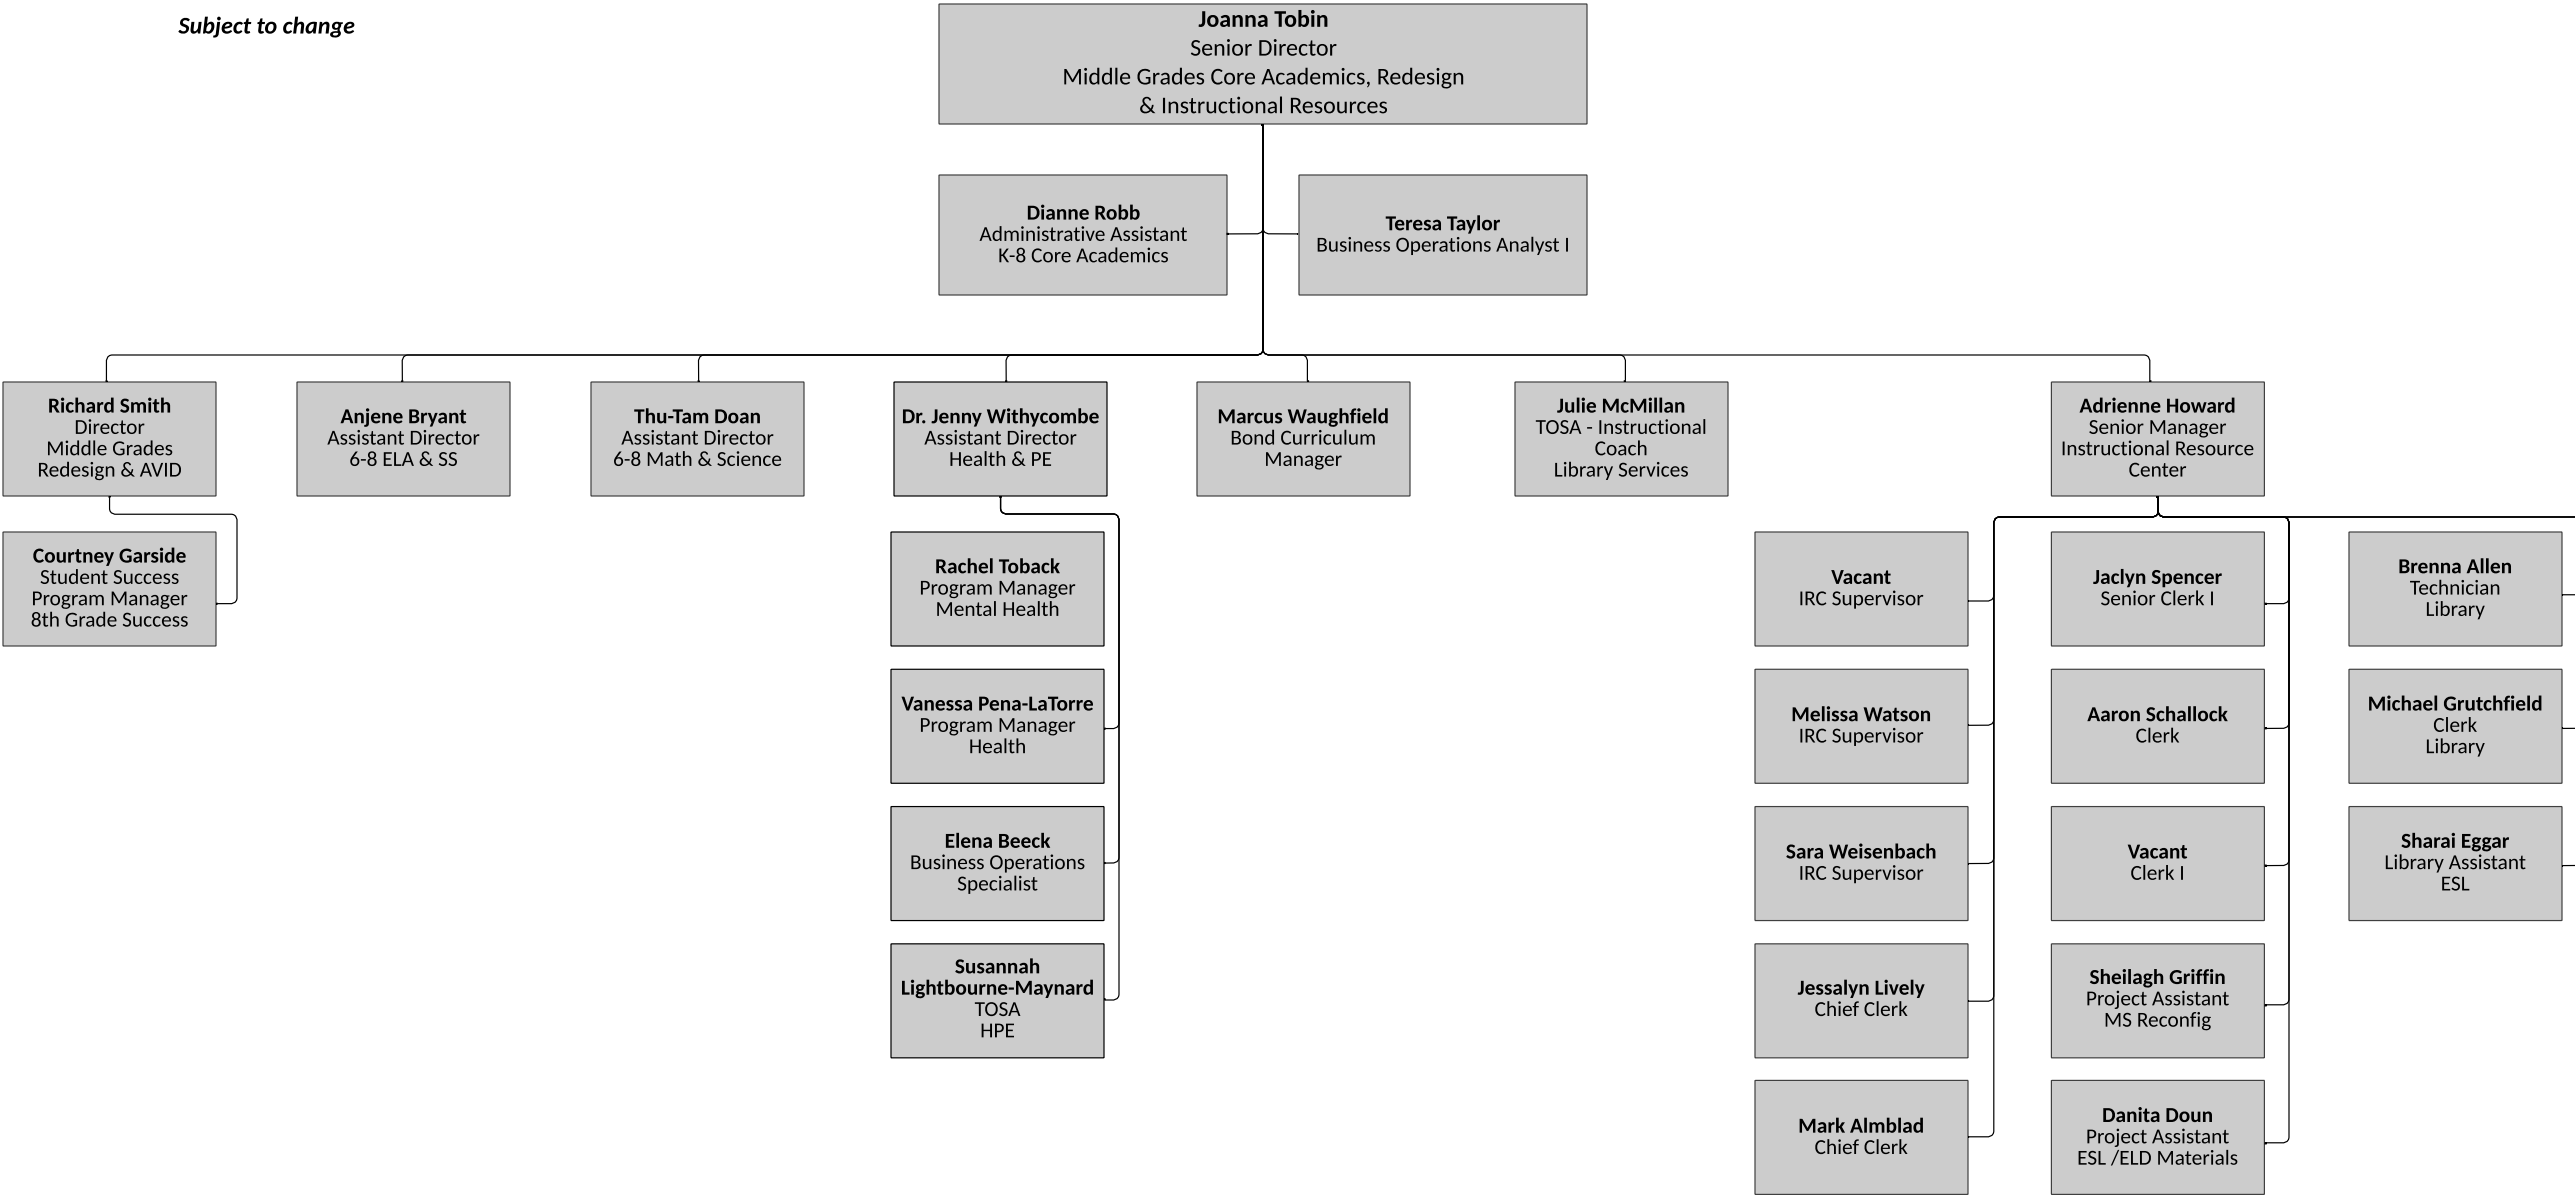 Subject to change
Joanna Tobin
Senior Director
Middle Grades Core Academics, Redesign
& Instructional Resources
Dianne Robb
Administrative Assistant
K-8 Core Academics
Teresa Taylor
Business Operations Analyst I
Richard Smith
Director
Middle Grades
Redesign & AVID
Anjene Bryant
Assistant Director
6-8 ELA & SS
Thu-Tam Doan
Assistant Director
6-8 Math & Science
Dr. Jenny Withycombe
Assistant Director
Health & PE
Marcus Waughfield
Bond Curriculum
Manager
Julie McMillan
TOSA - Instructional
Coach
Library Services
Adrienne Howard
Senior Manager
Instructional Resource
Center
Courtney Garside
Student Success
Program Manager
8th Grade Success
Rachel Toback
Program Manager
Mental Health
Vanessa Pena-LaTorre
Program Manager
Health
Elena Beeck
Business Operations
Specialist
Susannah
Lightbourne-Maynard
TOSA
HPE
Vacant
IRC Supervisor
Melissa Watson
IRC Supervisor
Sara Weisenbach
IRC Supervisor
Jessalyn Lively
Chief Clerk
Mark Almblad
Chief Clerk
Jaclyn Spencer
Senior Clerk I
Aaron Schallock
Clerk
Vacant
Clerk I
Sheilagh Griffin
Project Assistant
MS Reconfig
Danita Doun
Project Assistant
ESL /ELD Materials
Brenna Allen
Technician
Library
Michael Grutchfield
Clerk
Library
Sharai Eggar
Library Assistant
ESL